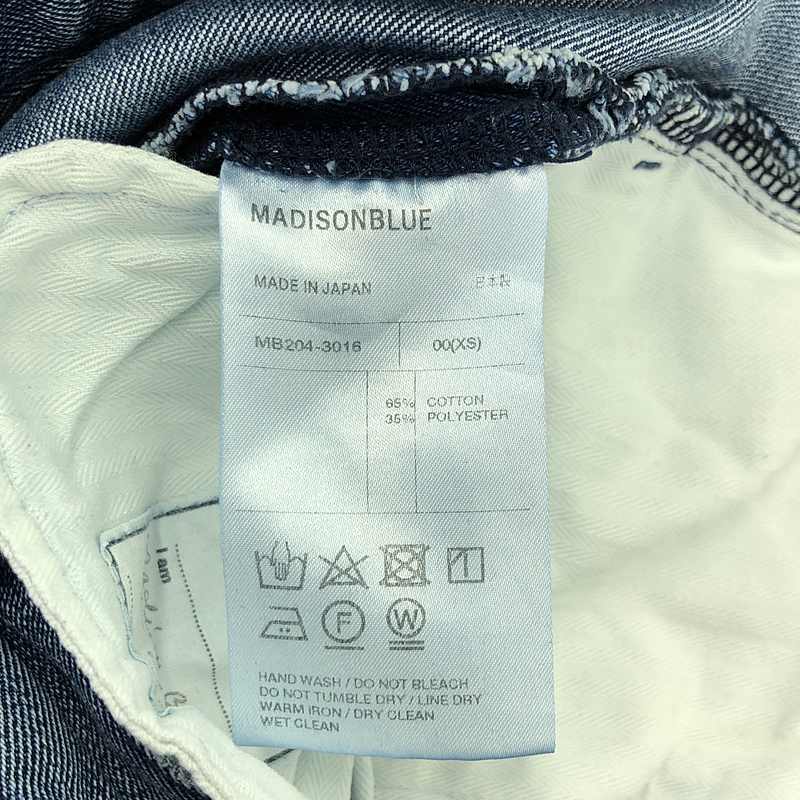 MADISONBLUE
MADE IN JAPAN 日本製
MB204-3016 00(XS)
65% COTTON
35% POLYESTER
F
W
HAND WASH / DO NOT BLEACH
DO NOT TUMBLE DRY / LINE DRY
WARM IRON / DRY CLEAN
WET CLEAN
I am